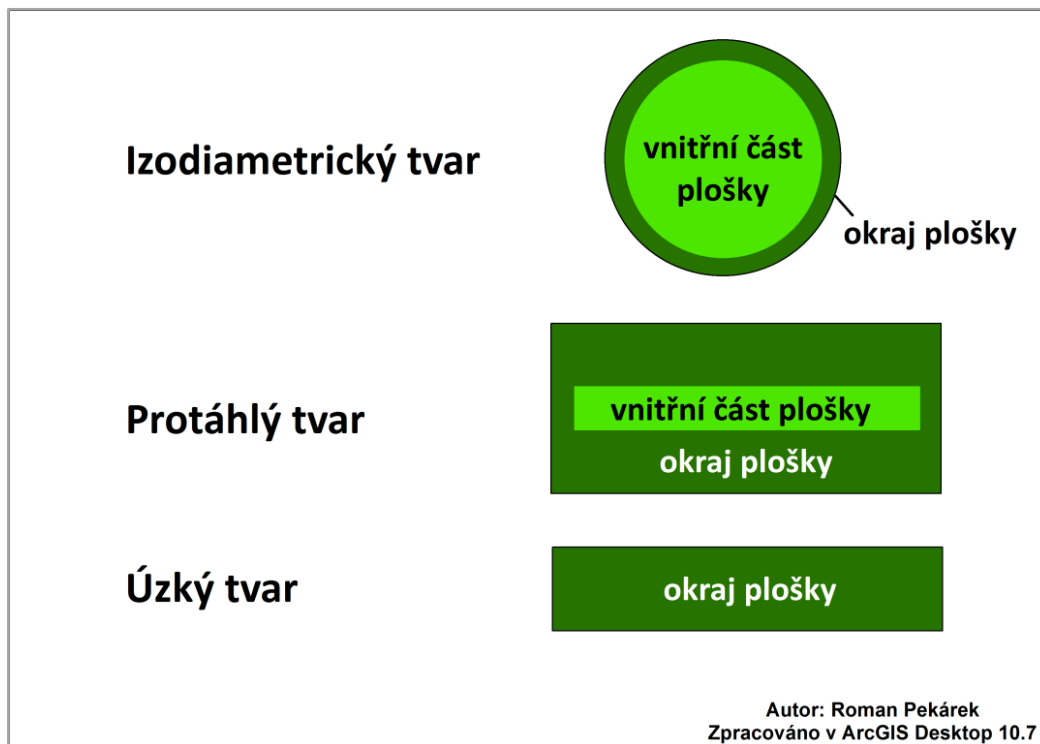 Izodiametrický tvar
vnitřní část
plošky
okraj plošky
Protáhlý tvar
vnitřní část plošky
okraj plošky
Úzký tvar
okraj plošky
Autor: Roman Pekárek
Zpracováno v ArcGIS Desktop 10.7